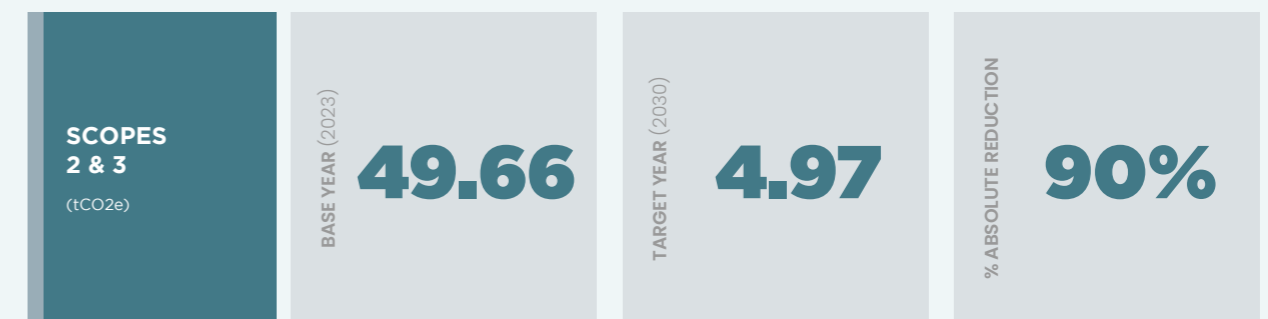 SCOPES
2 & 3
(tCO2e)
BASE YEAR (2023)
49.66
TARGET YEAR (2030)
4.97
% ABSOLUTE REDUCTION
90%